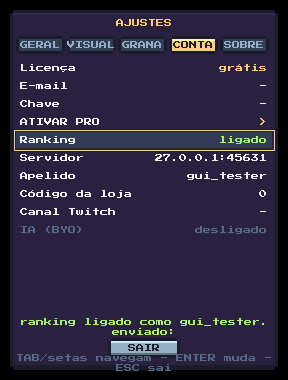 AJUSTES
GERAL VISUAL GRANA CONTA SOBRE
Licença grátis
E-mail -
Chave -
ATIVAR PRO >
Ranking ligado
Servidor 27.0.0.1:45631
Apelido gui_tester
Código da loja 0
Canal Twitch -
IA (BYO) desligado
ranking ligado como gui_tester.
enviado:
SAIR
TAB/setas navegam - ENTER muda -
ESC sai